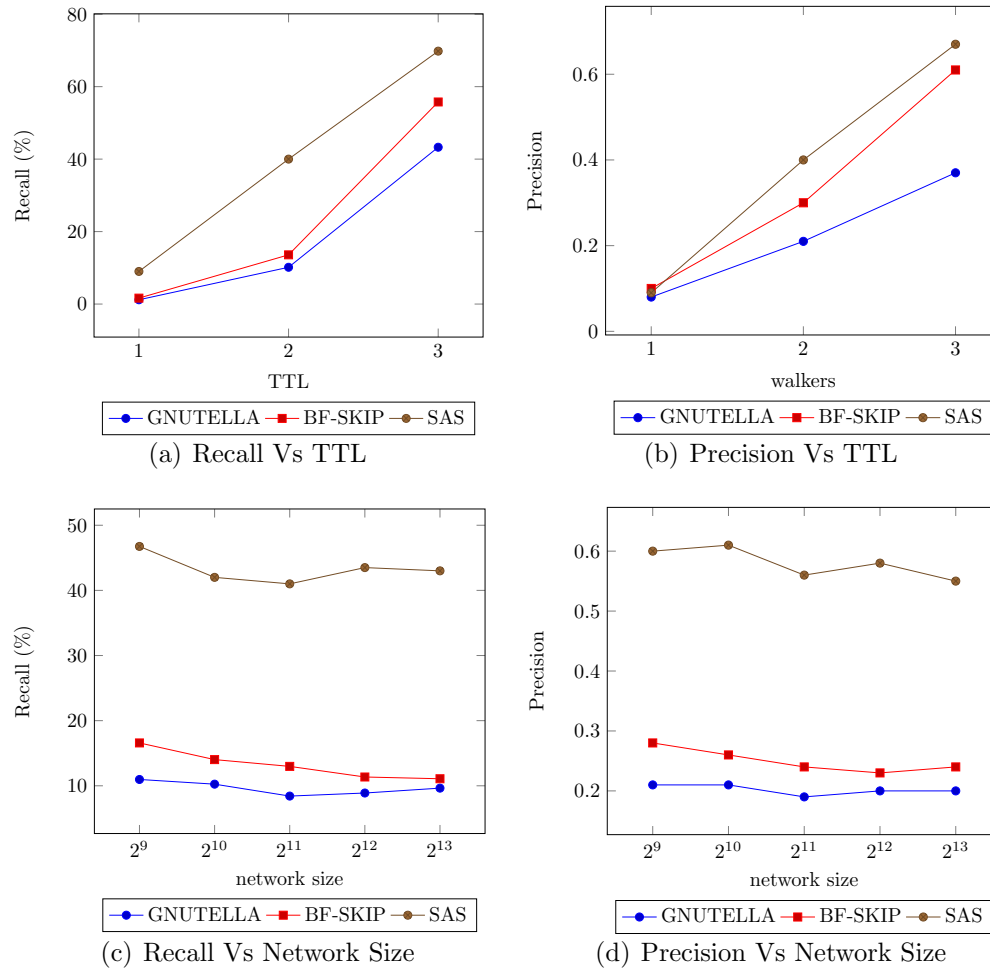 80
60
40
20
0
Recall (%)
1 2 3
TTL
GNUTELLA BF-SKIP SAS
(a) Recall Vs TTL
0.6
0.4
0.2
0
Precision
1 2 3
walkers
GNUTELLA BF-SKIP SAS
(b) Precision Vs TTL
50
40
30
20
10
Recall (%)
2^9 2^10 2^11 2^12 2^13
network size
GNUTELLA BF-SKIP SAS
(c) Recall Vs Network Size
0.6
0.5
0.4
0.3
0.2
Precision
2^9 2^10 2^11 2^12 2^13
network size
GNUTELLA BF-SKIP SAS
(d) Precision Vs Network Size